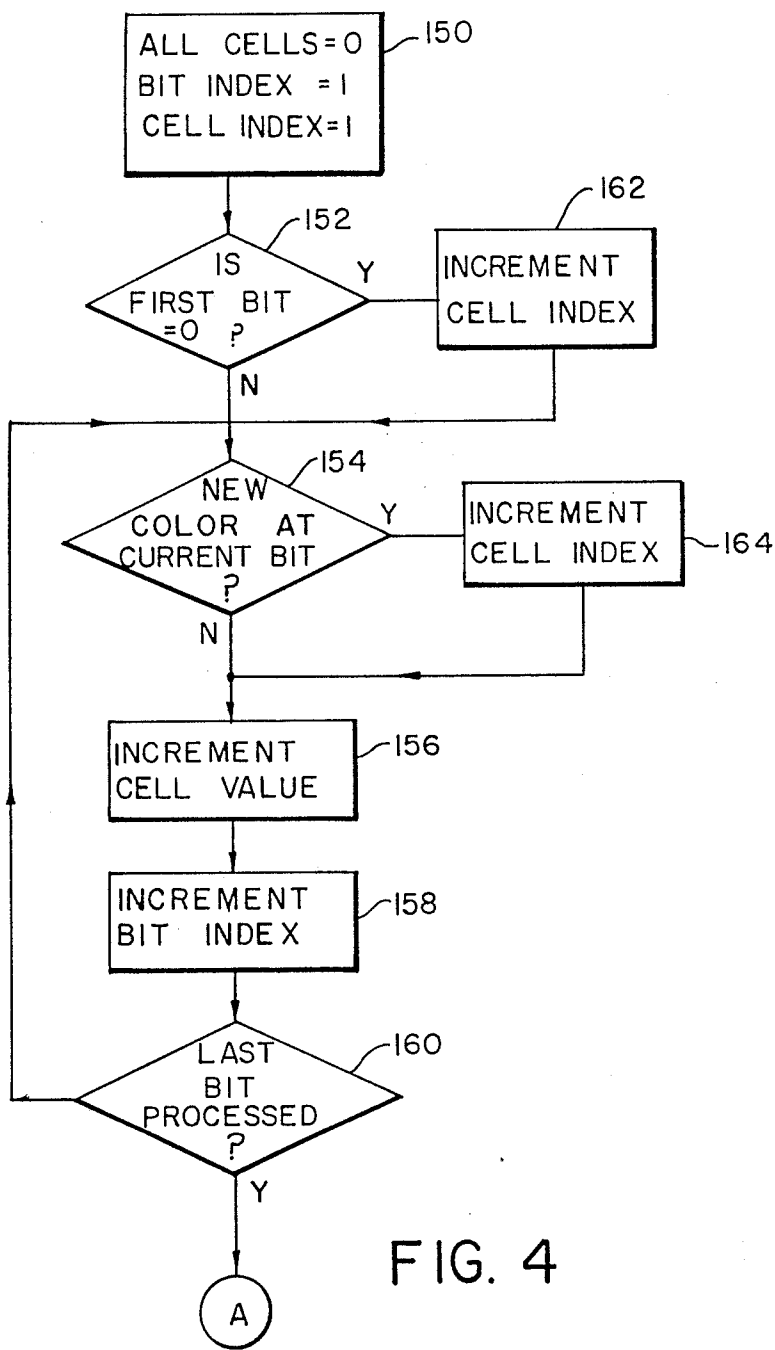 ALL CELLS=0
BIT INDEX =1
CELL INDEX=1
150
IS
FIRST BIT
=0 ?
152
Y
INCREMENT
CELL INDEX
162
N
NEW
COLOR AT
CURRENT BIT
?
154
Y
INCREMENT
CELL INDEX
164
N
INCREMENT
CELL VALUE
156
INCREMENT
BIT INDEX
158
LAST
BIT
PROCESSED
?
160
Y
A
FIG. 4